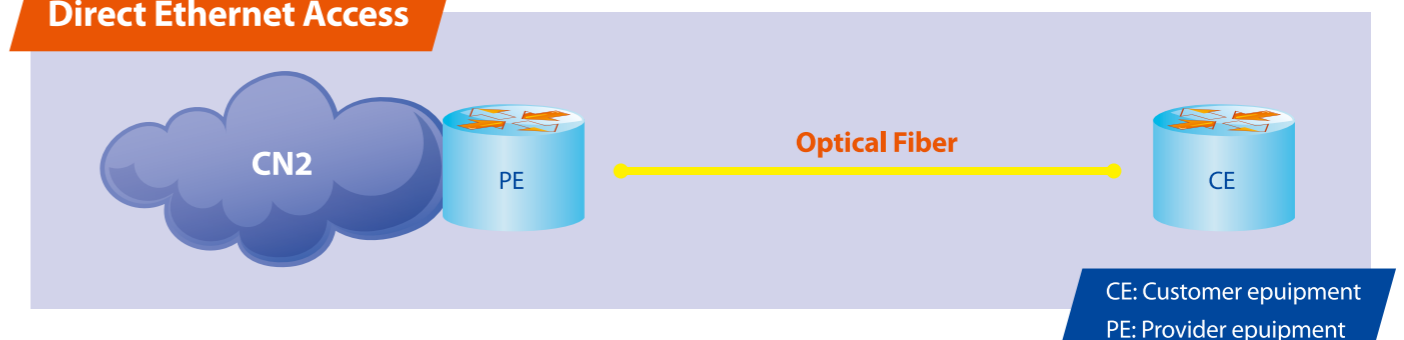 Direct Ethernet Access
CN2
PE
Optical Fiber
CE
CE: Customer epuipment
PE: Provider epuipment